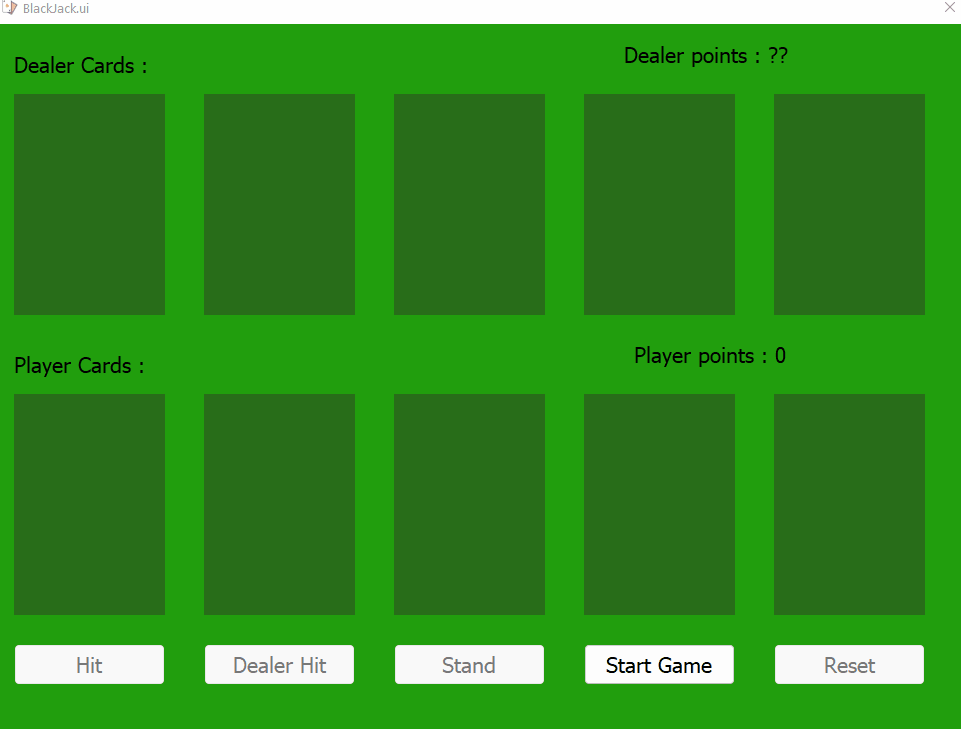 BlackJack.ui
Dealer Cards :
Dealer points : ??
Player Cards :
Player points : 0
Hit
Dealer Hit
Stand
Start Game
Reset